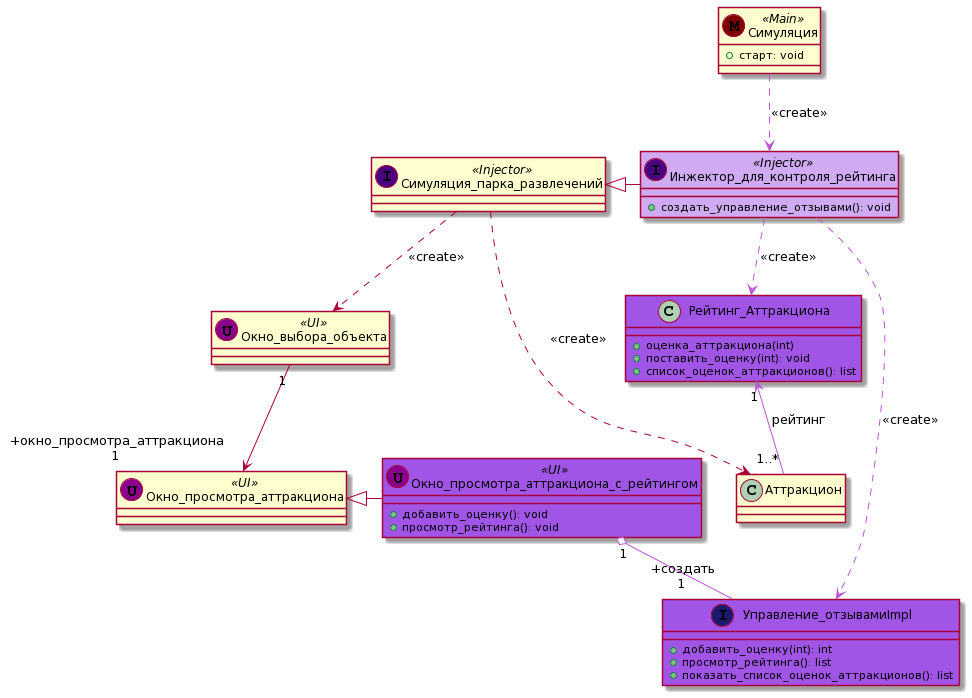 M
«Main»
Симуляция
старт: void
«create»
I
«Injector»
Симуляция_парка_развлечений
I
«Injector»
Инжектор_для_контроля_рейтинга
создать_управление_отзывами(): void
«create»
«create»
U
«UI»
Окно_выбора_объекта
C
Рейтинг_Аттракциона
оценка_аттракциона(int)
поставить_оценку(int): void
список_оценок_аттракционов(): list
«create»
1
1
рейтинг
«create»
+окно_просмотра_аттракциона
1
1..*
U
«UI»
Окно_просмотра_аттракциона
U
«UI»
Окно_просмотра_аттракциона_с_рейтингом
добавить_оценку(): void
просмотр_рейтинга(): void
C
Аттракцион
1
+создать
1
I
Управление_отзывамиImpl
добавить_оценку(int): int
просмотр_рейтинга(): list
показать_список_оценок_аттракционов(): list